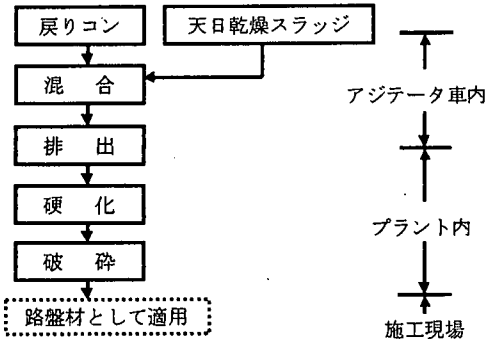 戻りコン
天日乾燥スラッジ
混 合
アジテータ車内
排 出
硬 化
プラント内
破 砕
路盤材として適用
施工現場